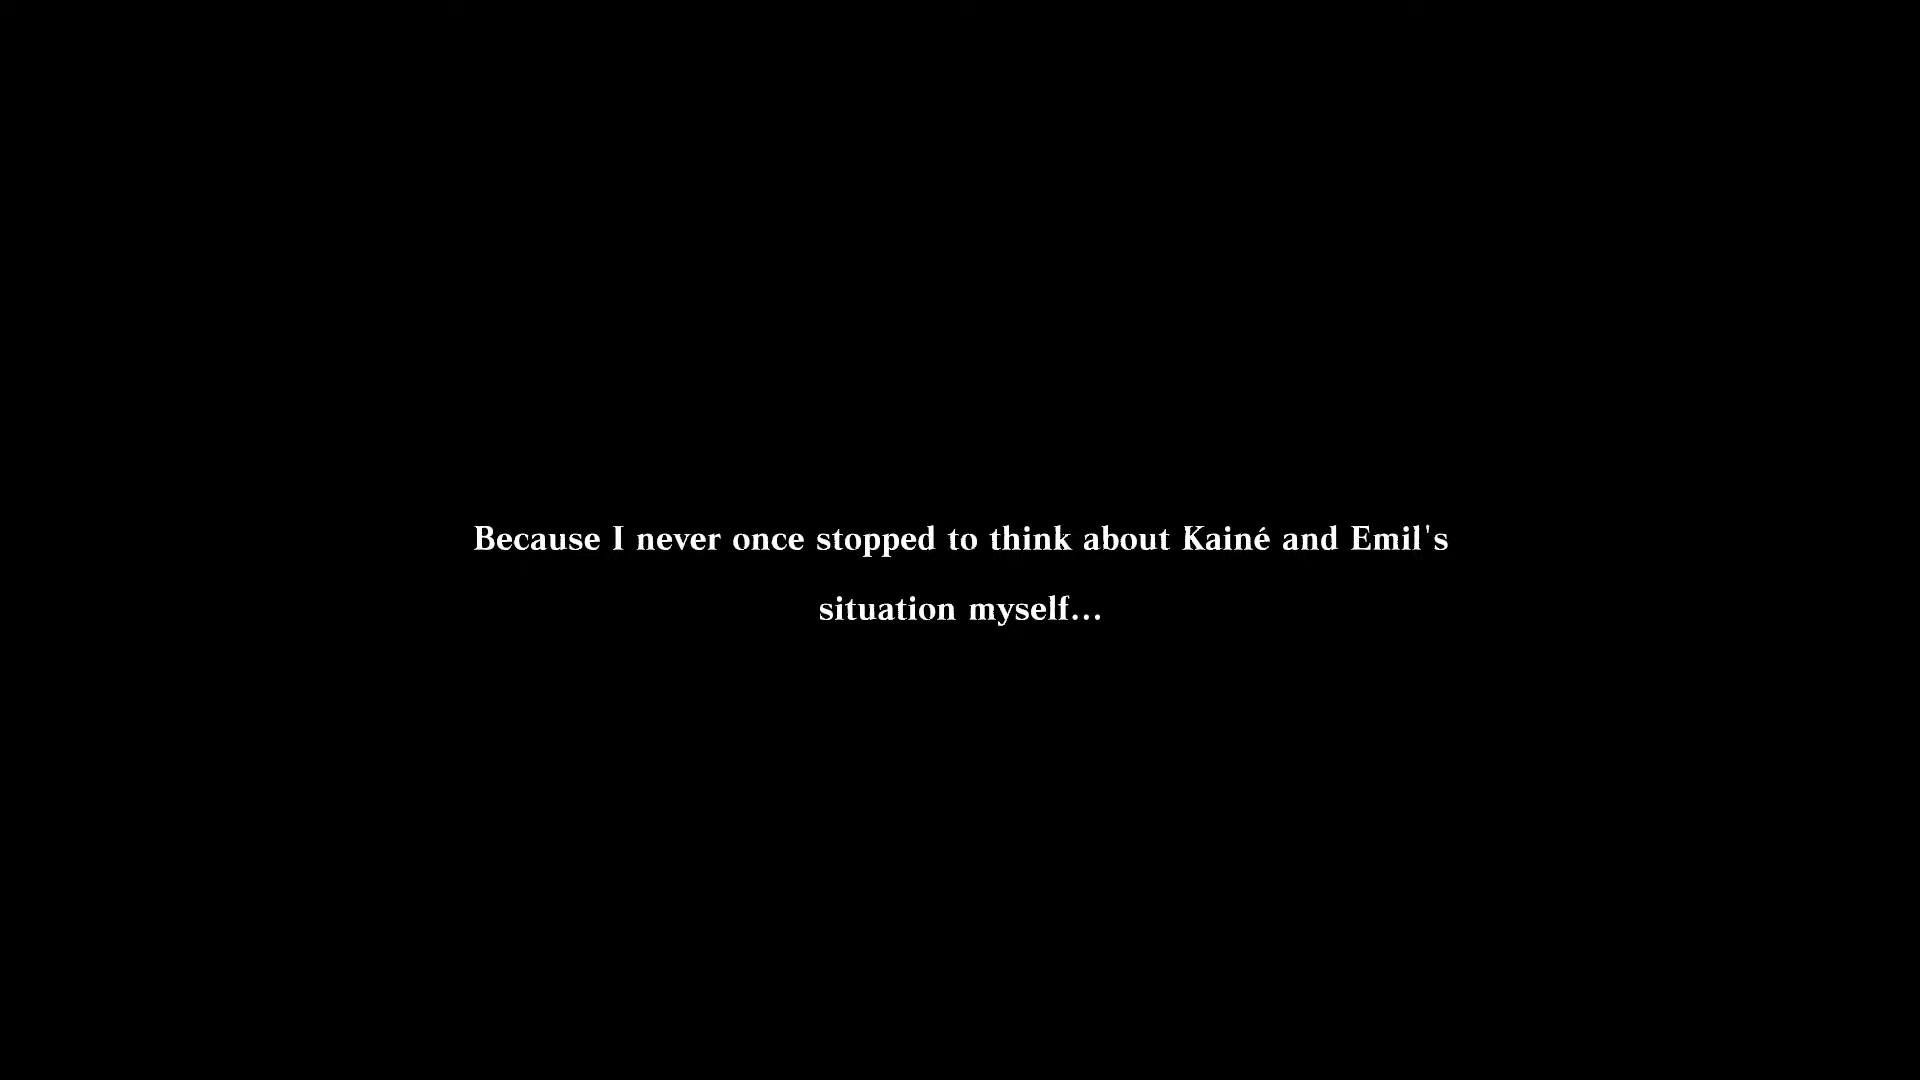 Because I never once stopped to think about Kainé and Emil's
situation myself...